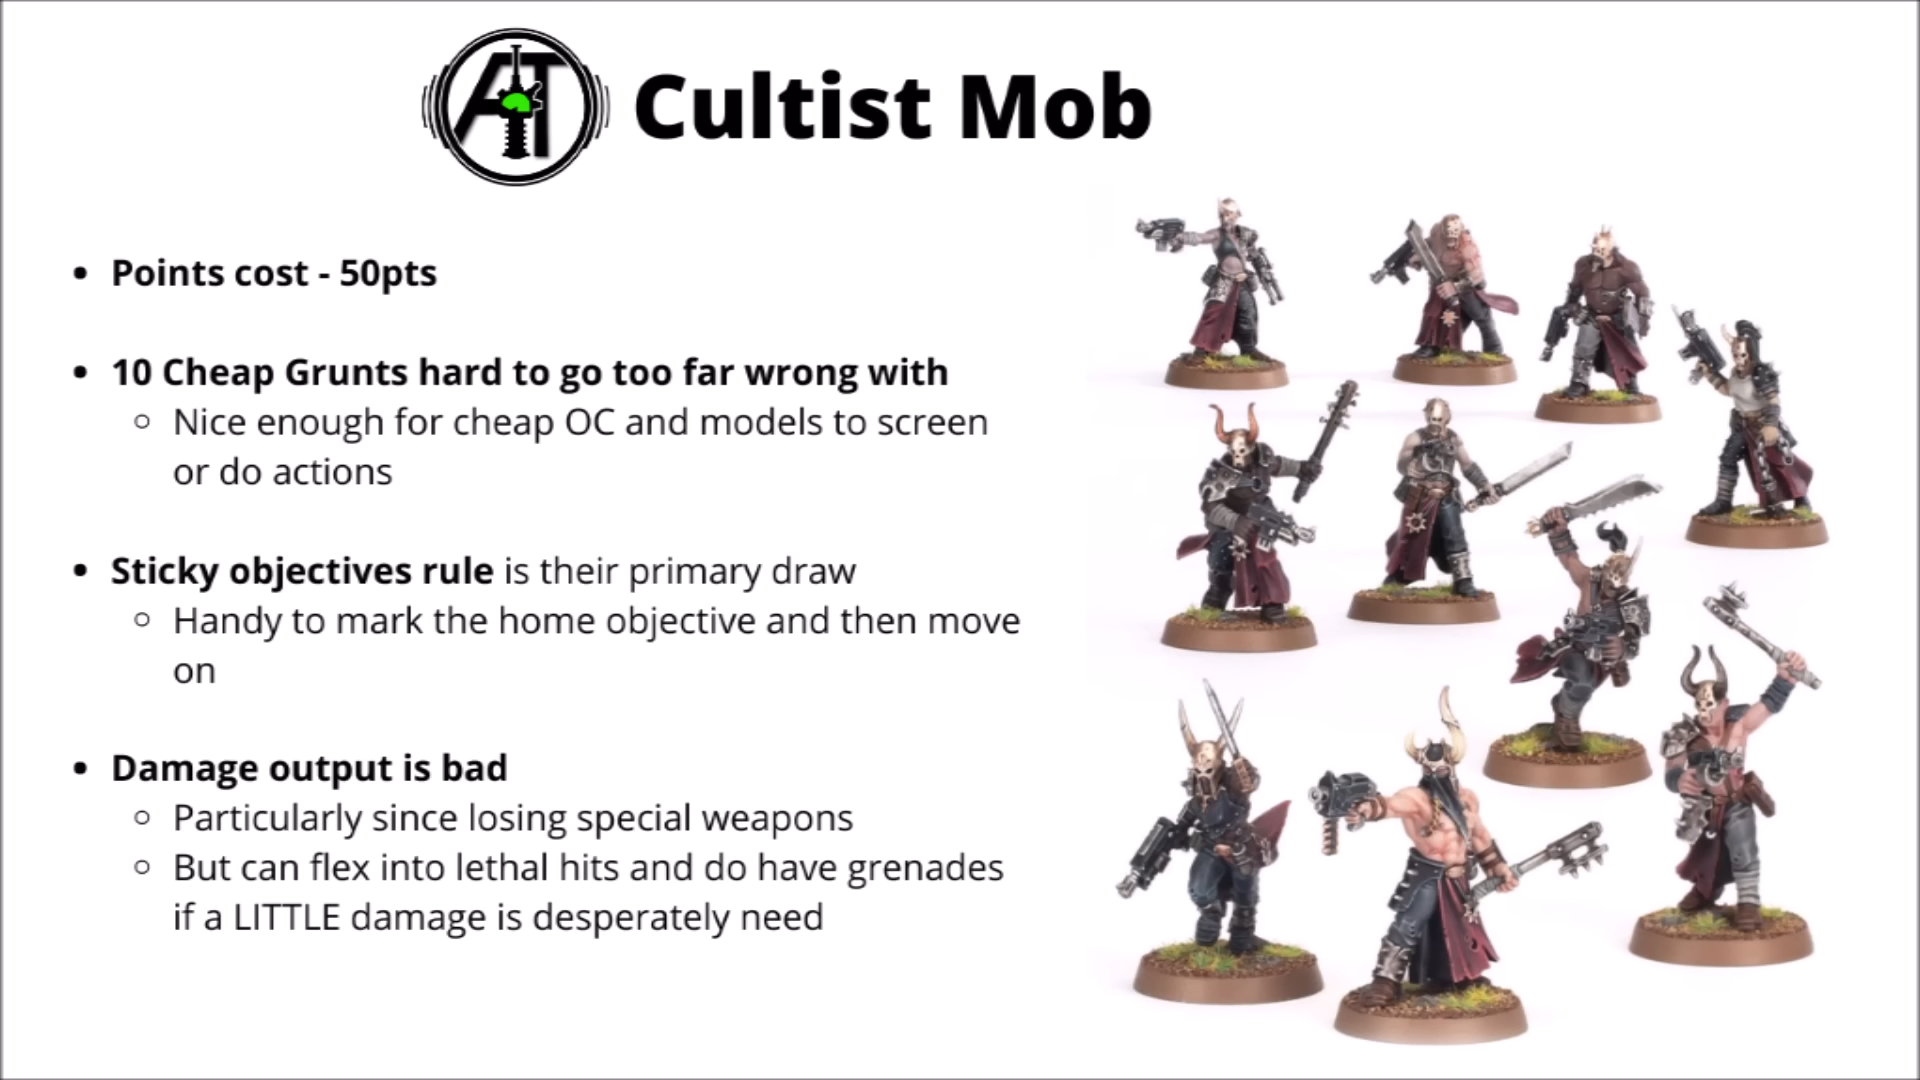 AT
Cultist Mob
• Points cost - 50pts
• 10 Cheap Grunts hard to go too far wrong with
○ Nice enough for cheap OC and models to screen
or do actions
• Sticky objectives rule is their primary draw
○ Handy to mark the home objective and then move
on
• Damage output is bad
○ Particularly since losing special weapons
○ But can flex into lethal hits and do have grenades
if a LITTLE damage is desperately need